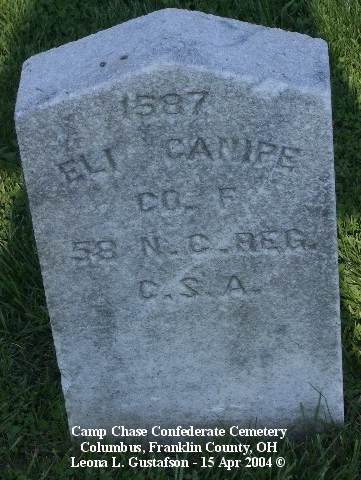 1587
ELI CANIPE
CO. F
58 N.C. REG.
C.S.A.
Camp Chase Confederate Cemetery
Columbus, Franklin County, OH
Leona L. Gustafson - 15 Apr 2004 ©